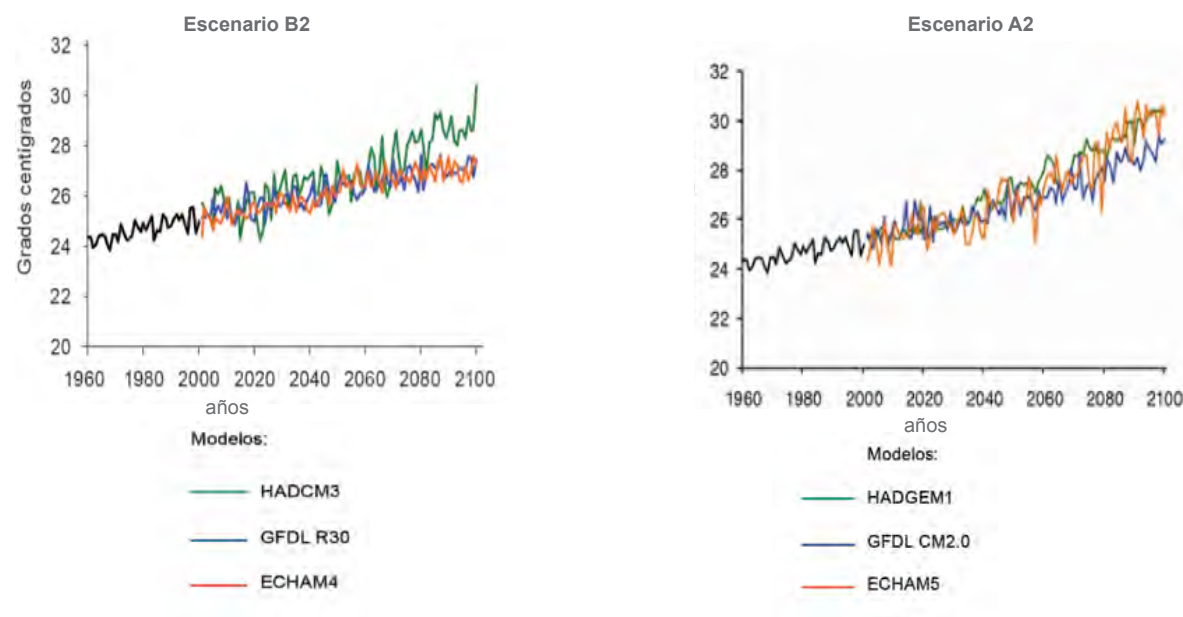 Escenario B2
Grados centigrados
32
30
28
26
24
22
20
1960 1980 2000 2020 2040 2060 2080 2100
años
Modelos:
HADCM3
GFDL R30
ECHAM4
Escenario A2
32
30
28
26
24
22
20
1960 1980 2000 2020 2040 2060 2080 2100
años
Modelos:
HADGEM1
GFDL CM2.0
ECHAM5